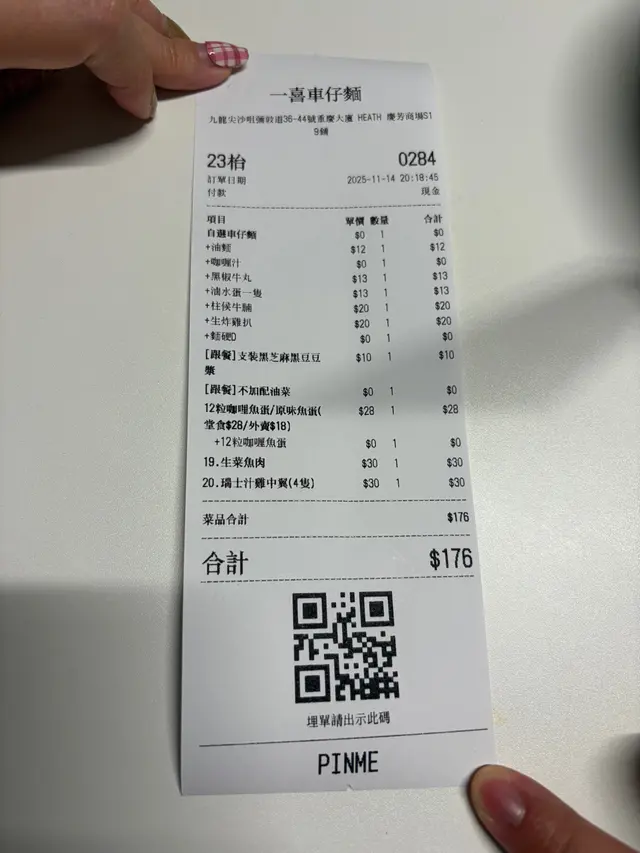 一喜車仔麵
九龍尖沙咀彌敦道36-44號重慶大廈 HEATH 慶芳商場S1
9鋪
23枱 0284
訂單日期 2025-11-14 20:18:45
付款 現金
項目 單價 數量 合計
自選車仔麵 $0 1 $0
+油麵 $12 1 $12
+咖喱汁 $0 1 $0
+黑椒牛丸 $13 1 $13
+滷水蛋一隻 $13 1 $13
+柱侯牛腩 $20 1 $20
+生炸雞扒 $20 1 $20
+麵硬D $0 1 $0
[跟餐]支裝黑芝麻黑豆豆 $10 1 $10
漿
[跟餐]不加配油菜 $0 1 $0
12粒咖喱魚蛋/原味魚蛋( $28 1 $28
堂食$28/外賣$18)
+12粒咖喱魚蛋 $0 1 $0
19.生菜魚肉 $30 1 $30
20.瑞士汁雞中翼(4隻) $30 1 $30
菜品合計 $176
合計 $176
埋單請出示此碼
PINME